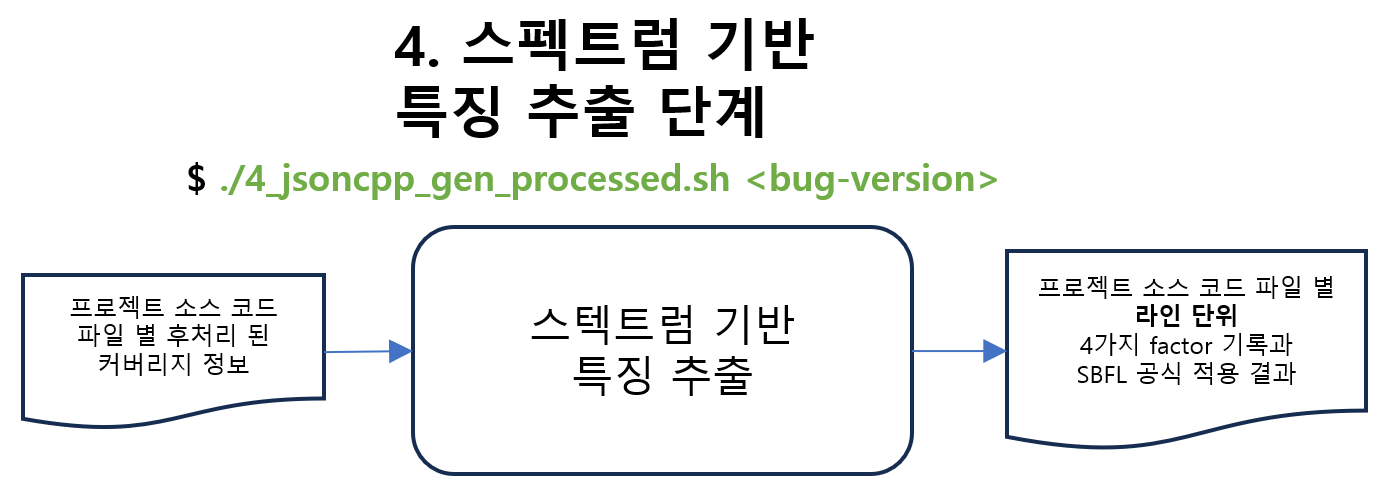 4. 스펙트럼 기반
특징 추출 단계
$ ./4_jsoncpp_gen_processed.sh <bug-version>
프로젝트 소스 코드
파일 별 후처리 된
커버리지 정보
스텍트럼 기반
특징 추출
프로젝트 소스 코드 파일 별
라인 단위
4가지 factor 기록과
SBFL 공식 적용 결과